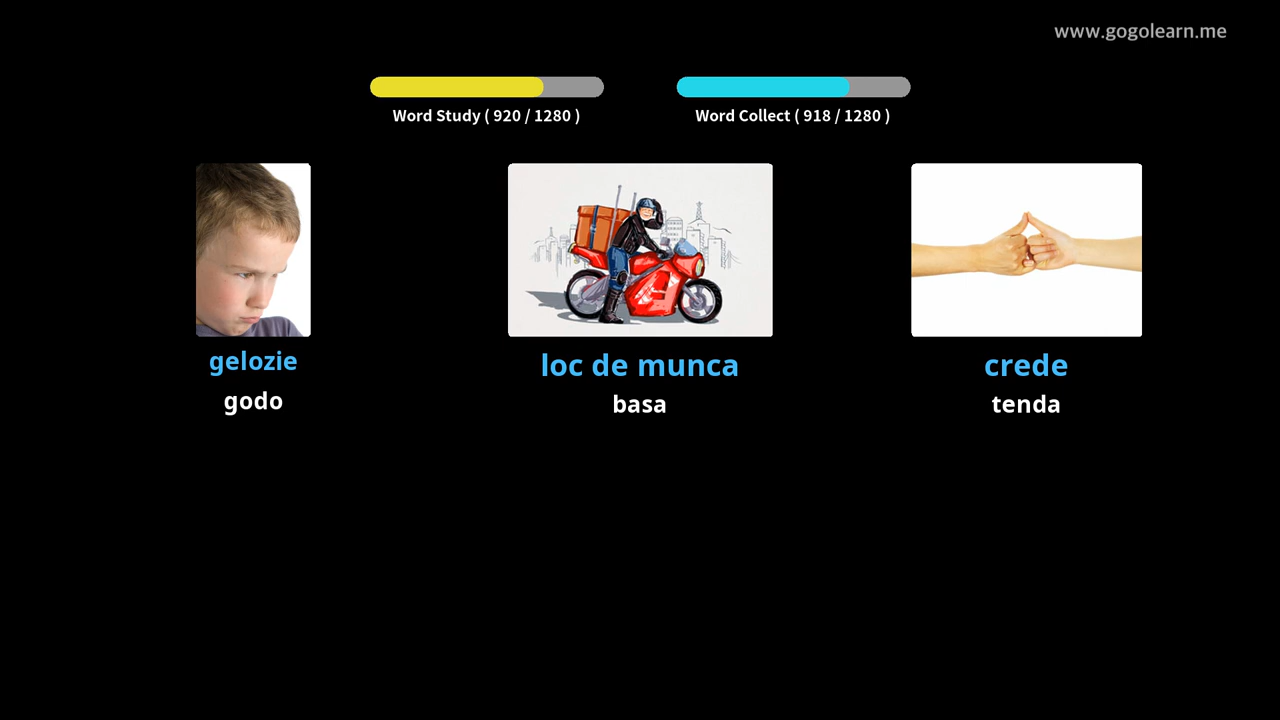 www.gogolearn.me
Word Study ( 920 / 1280 )
Word Collect ( 918 / 1280 )
gelozie
godo
loc de munca
basa
crede
tenda